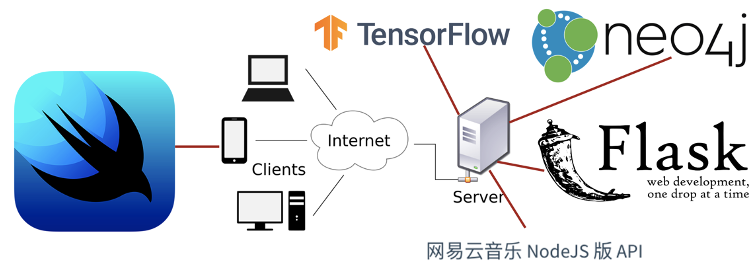 TensorFlow
neo4j
Internet
Clients
Server
Flask
web development,
one drop at a time
网易云音乐 NodeJS 版 API